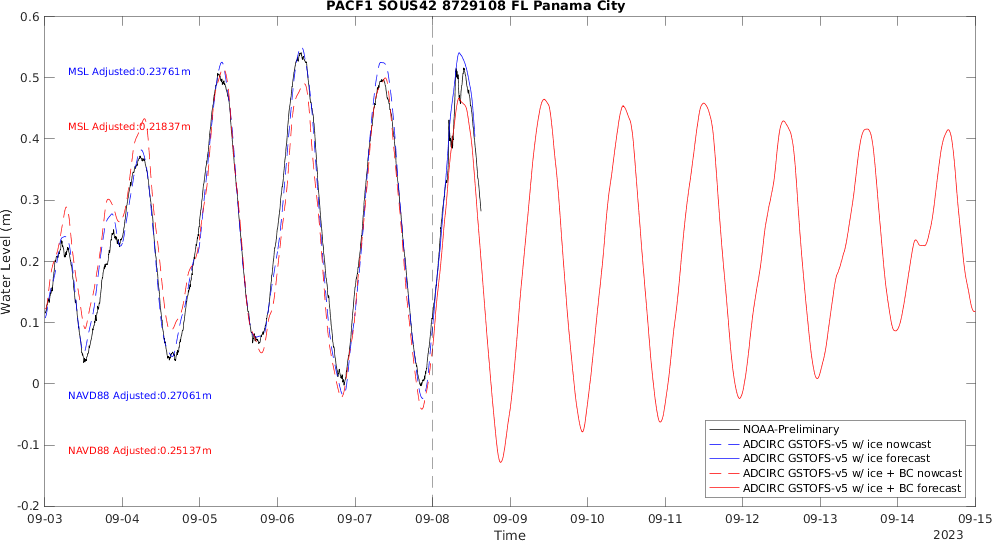 PACF1 SOUS42 8729108 FL Panama City
0.6
0.5
0.4
0.3
0.2
0.1
0
-0.1
-0.2
Water Level (m)
MSL Adjusted:0.23761m
MSL Adjusted:0.21837m
NAVD88 Adjusted:0.27061m
NAVD88 Adjusted:0.25137m
NOAA-Preliminary
ADCIRC GSTOFS-v5 w/ ice nowcast
ADCIRC GSTOFS-v5 w/ ice forecast
ADCIRC GSTOFS-v5 w/ ice + BC nowcast
ADCIRC GSTOFS-v5 w/ ice + BC forecast
09-03 09-04 09-05 09-06 09-07 09-08 09-09 09-10 09-11 09-12 09-13 09-14 09-15
Time
2023